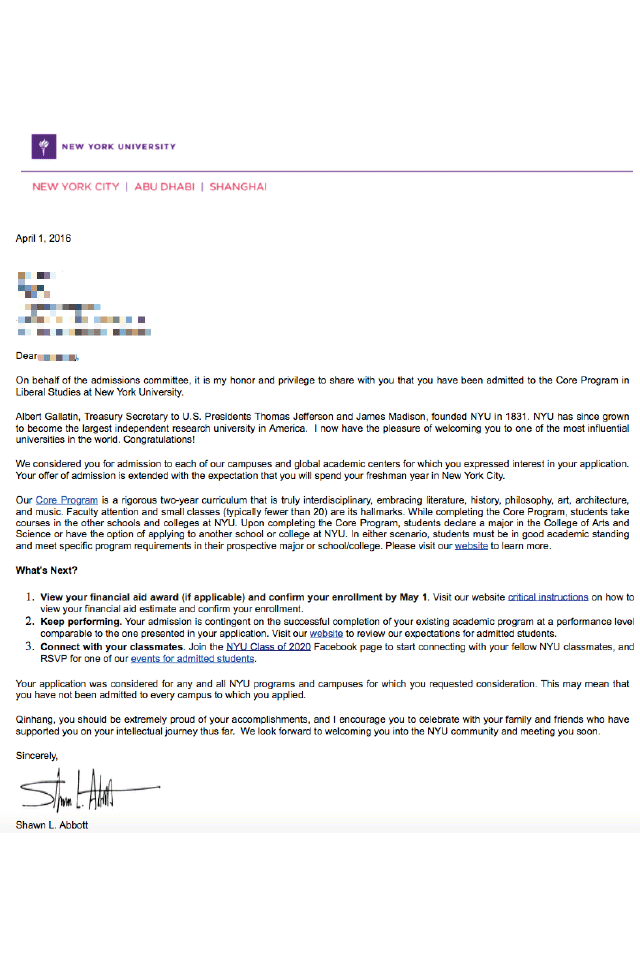 NEW YORK UNIVERSITY
NEW YORK CITY | ABU DHABI | SHANGHAI
April 1, 2016
Dear
On behalf of the admissions committee, it is my honor and privilege to share with you that you have been admitted to the Core Program in
Liberal Studies at New York University.
Albert Gallatin, Treasury Secretary to U.S. Presidents Thomas Jefferson and James Madison, founded NYU in 1831. NYU has since grown
to become the largest independent research university in America. I now have the pleasure of welcoming you to one of the most influential
universities in the world. Congratulations!
We considered you for admission to each of our campuses and global academic centers for which you expressed interest in your application.
Your offer of admission is extended with the expectation that you will spend your freshman year in New York City.
Our Core Program is a rigorous two-year curriculum that is truly interdisciplinary, embracing literature, history, philosophy, art, architecture,
and music. Faculty attention and small classes (typically fewer than 20) are its hallmarks. While completing the Core Program, students take
courses in the other schools and colleges at NYU. Upon completing the Core Program, students declare a major in the College of Arts and
Science or have the option of applying to another school or college at NYU. In either scenario, students must be in good academic standing
and meet specific program requirements in their prospective major or school/college. Please visit our website to learn more.
What's Next?
1. View your financial aid award (if applicable) and confirm your enrollment by May 1. Visit our website critical instructions on how to
view your financial aid estimate and confirm your enrollment.
2. Keep performing. Your admission is contingent on the successful completion of your existing academic program at a performance level
comparable to the one presented in your application. Visit our website to review our expectations for admitted students.
3. Connect with your classmates. Join the NYU Class of 2020 Facebook page to start connecting with your fellow NYU classmates, and
RSVP for one of our events for admitted students.
Your application was considered for any and all NYU programs and campuses for which you requested consideration. This may mean that
you have not been admitted to every campus to which you applied.
Qinhang, you should be extremely proud of your accomplishments, and I encourage you to celebrate with your family and friends who have
supported you on your intellectual journey thus far. We look forward to welcoming you into the NYU community and meeting you soon.
Sincerely,
Shawn L. Abbott
Shawn L. Abbott